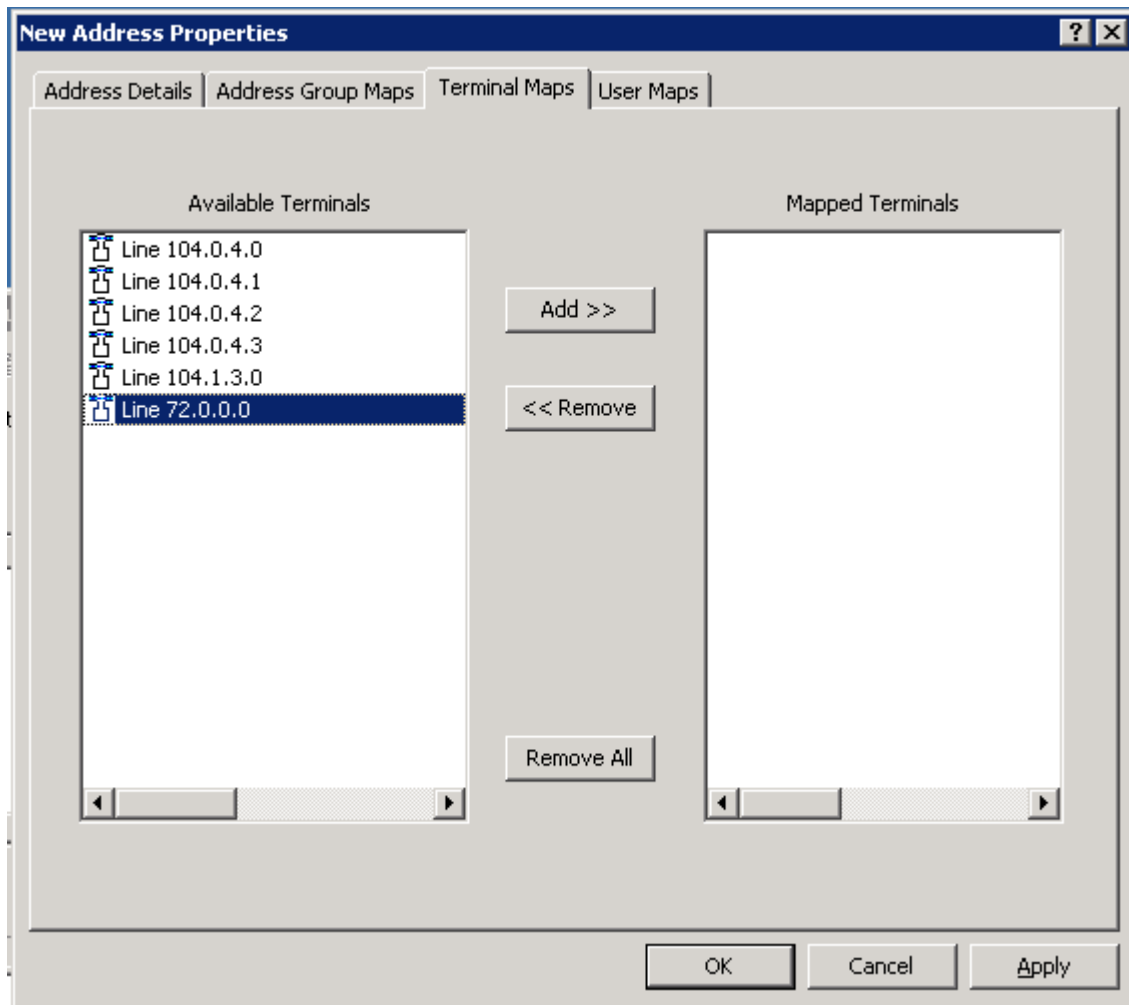 New Address Properties
Address Details
Address Group Maps
Terminal Maps
User Maps
Available Terminals
Line 104.0.4.0
Line 104.0.4.1
Line 104.0.4.2
Line 104.0.4.3
Line 104.1.3.0
Line 72.0.0.0
Add >>
<< Remove
Remove All
Mapped Terminals
OK
Cancel
Apply